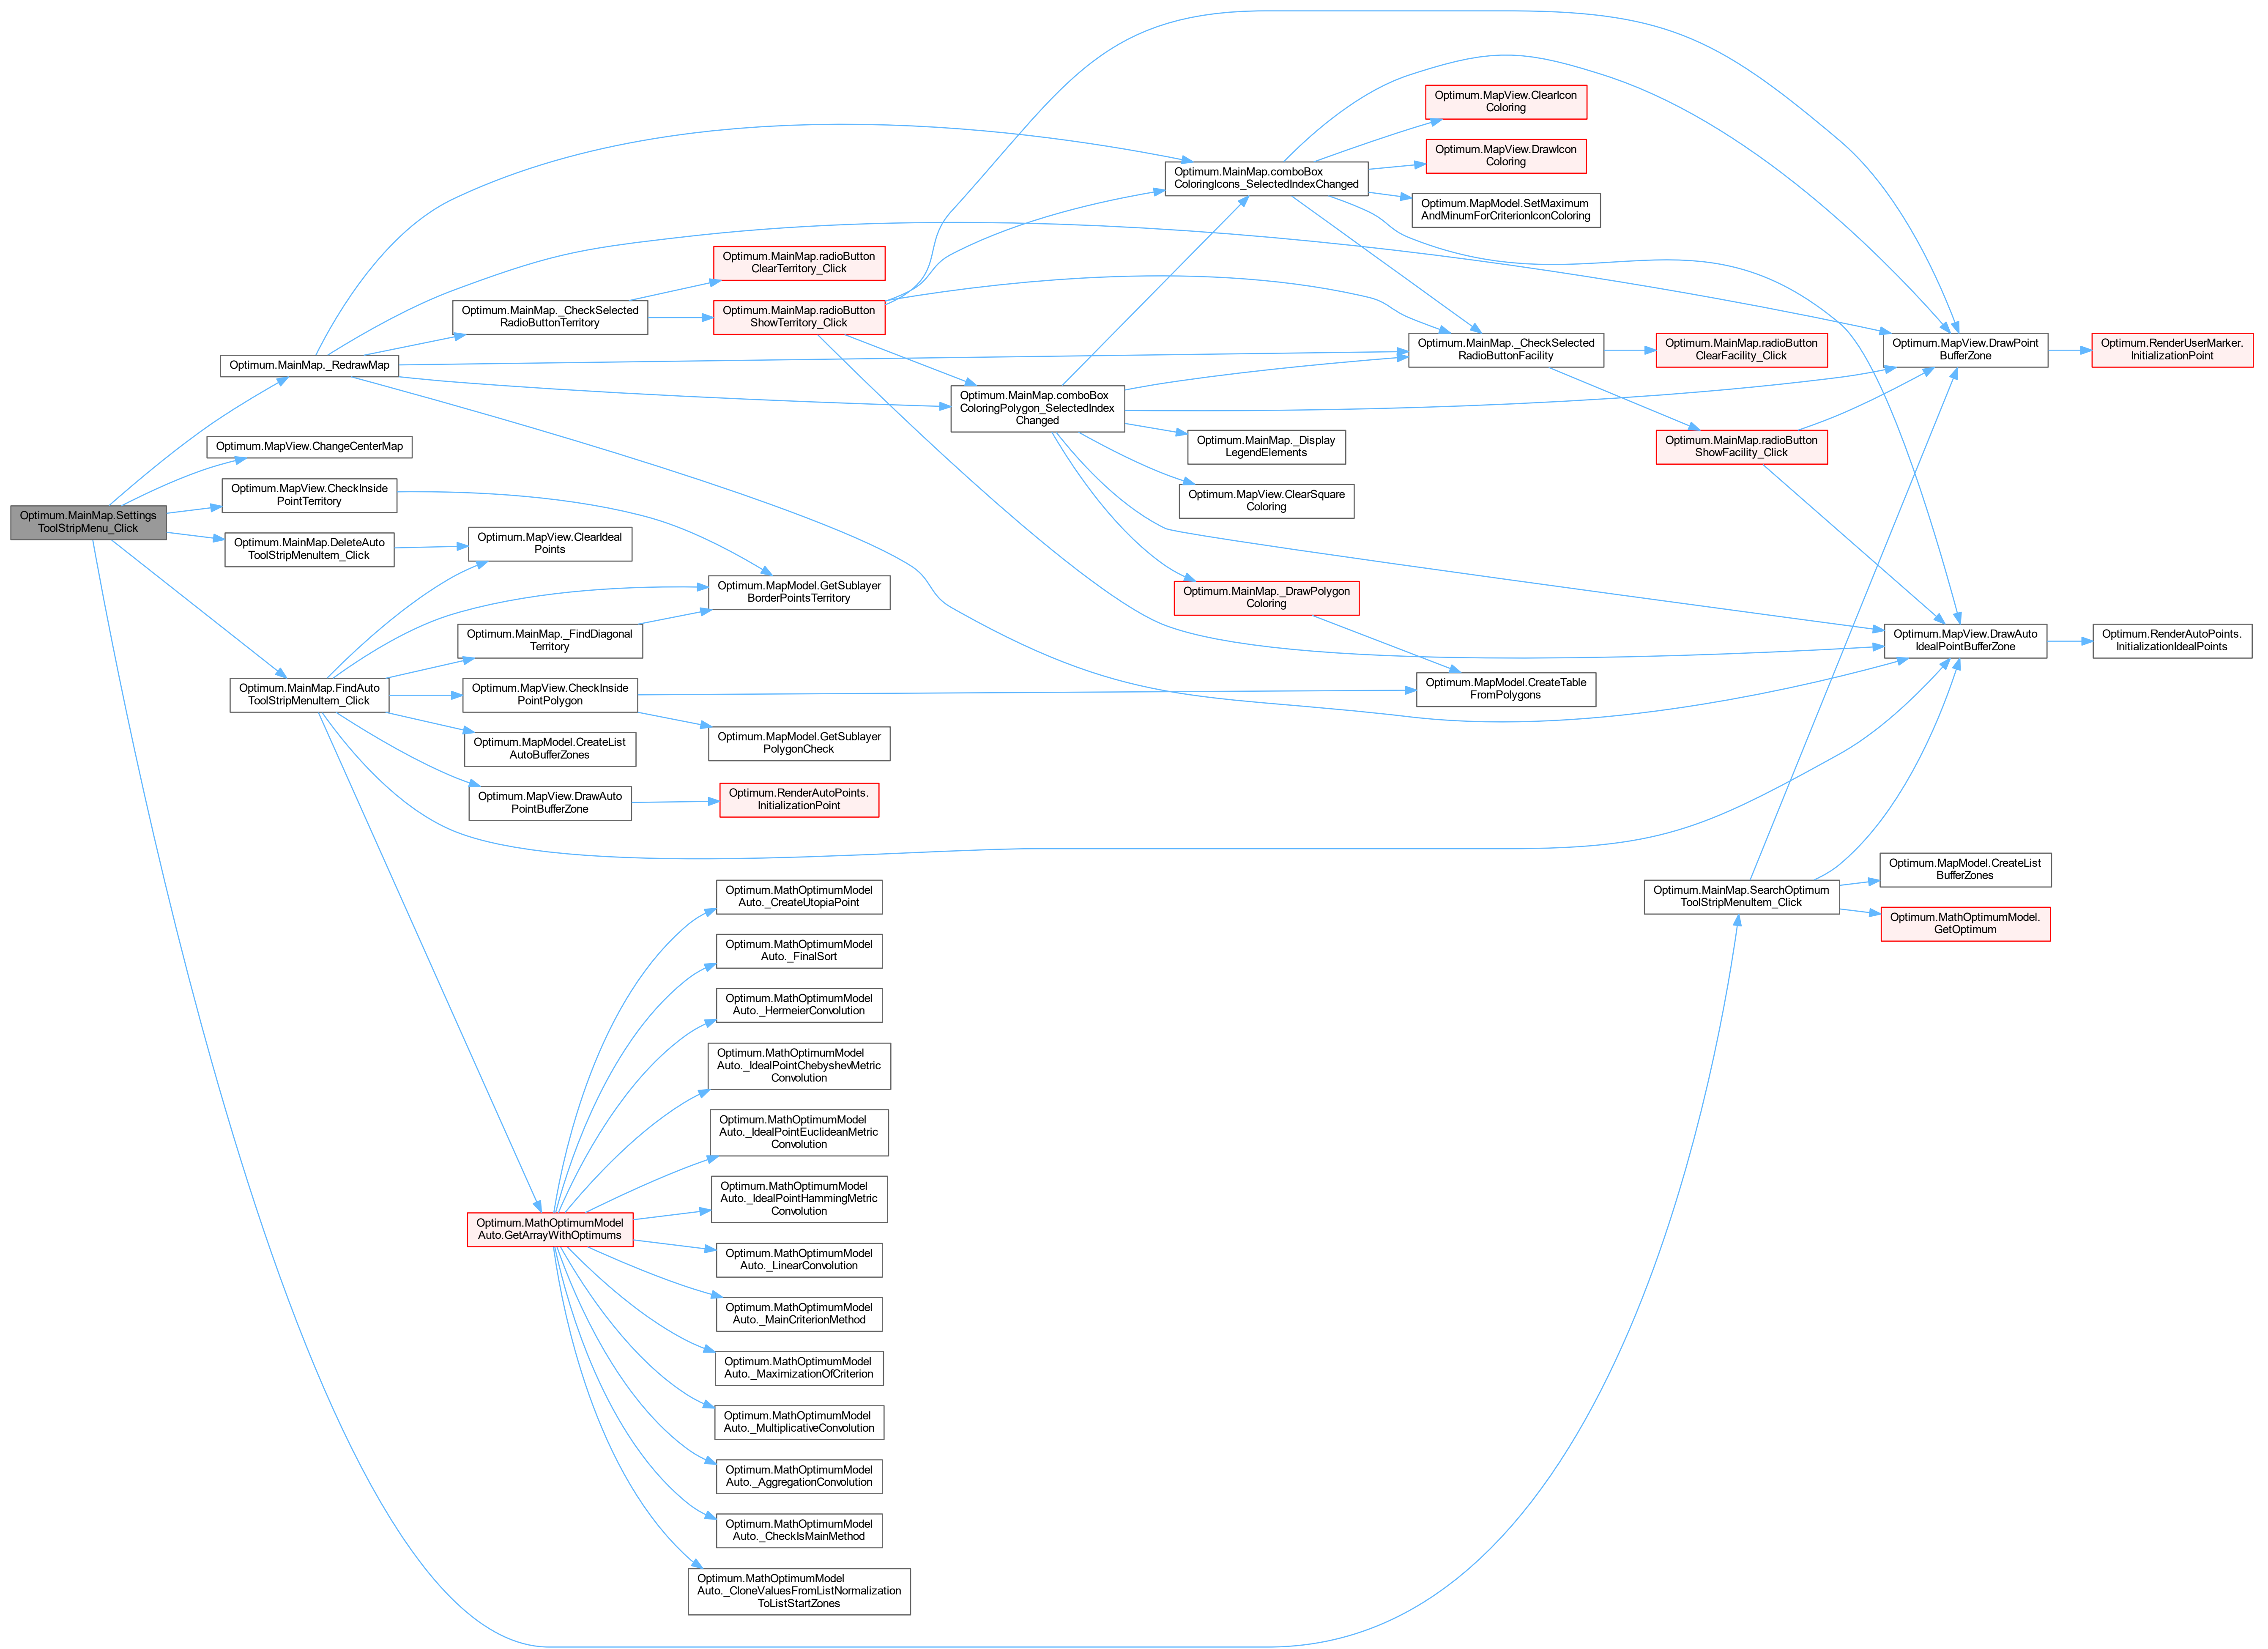 Optimum.MainMap.Settings
ToolStripMenu_Click
Optimum.MainMap._RedrawMap
Optimum.MapView.ChangeCenterMap
Optimum.MapView.CheckInside
PointTerritory
Optimum.MainMap.DeleteAuto
ToolStripMenuItem_Click
Optimum.MainMap.FindAuto
ToolStripMenuItem_Click
Optimum.MainMap._CheckSelected
RadioButtonTerritory
Optimum.MapView.ClearIdeal
Points
Optimum.MainMap._FindDiagonal
Territory
Optimum.MapView.CheckInside
PointPolygon
Optimum.MapModel.CreateList
AutoBufferZones
Optimum.MapView.DrawAuto
PointBufferZone
Optimum.MathOptimumModel
Auto.GetArrayWithOptimums
Optimum.MainMap.radioButton
ClearTerritory_Click
Optimum.MainMap.radioButton
ShowTerritory_Click
Optimum.MapModel.GetSublayer
BorderPointsTerritory
Optimum.MapModel.GetSublayer
PolygonCheck
Optimum.RenderAutoPoints.
InitializationPoint
Optimum.MathOptimumModel
Auto._CreateUtopiaPoint
Optimum.MathOptimumModel
Auto._FinalSort
Optimum.MathOptimumModel
Auto._HermeierConvolution
Optimum.MathOptimumModel
Auto._IdealPointChebyshevMetric
Convolution
Optimum.MathOptimumModel
Auto._IdealPointEuclideanMetric
Convolution
Optimum.MathOptimumModel
Auto._IdealPointHammingMetric
Convolution
Optimum.MathOptimumModel
Auto._LinearConvolution
Optimum.MathOptimumModel
Auto._MainCriterionMethod
Optimum.MathOptimumModel
Auto._MaximizationOfCriterion
Optimum.MathOptimumModel
Auto._MultiplicativeConvolution
Optimum.MathOptimumModel
Auto._AggregationConvolution
Optimum.MathOptimumModel
Auto._CheckIsMainMethod
Optimum.MathOptimumModel
Auto._CloneValuesFromListNormalization
ToListStartZones
Optimum.MainMap.comboBox
ColoringPolygon_SelectedIndex
Changed
Optimum.MainMap.comboBox
ColoringIcons_SelectedIndexChanged
Optimum.MainMap._Display
LegendElements
Optimum.MapView.ClearSquare
Coloring
Optimum.MainMap._DrawPolygon
Coloring
Optimum.MapView.ClearIcon
Coloring
Optimum.MapView.DrawIcon
Coloring
Optimum.MapModel.SetMaximum
AndMinumForCriterionIconColoring
Optimum.MainMap._CheckSelected
RadioButtonFacility
Optimum.MapModel.CreateTable
FromPolygons
Optimum.MainMap.radioButton
ClearFacility_Click
Optimum.MainMap.radioButton
ShowFacility_Click
Optimum.MainMap.SearchOptimum
ToolStripMenuItem_Click
Optimum.MapView.DrawPoint
BufferZone
Optimum.MapView.DrawAuto
IdealPointBufferZone
Optimum.MapModel.CreateList
BufferZones
Optimum.MathOptimumModel.
GetOptimum
Optimum.RenderUserMarker.
InitializationPoint
Optimum.RenderAutoPoints.
InitializationIdealPoints